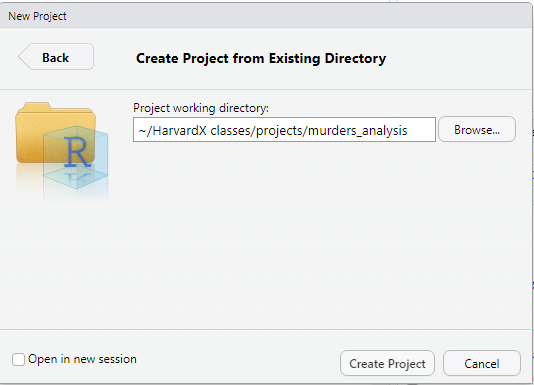 New Project
Back
Create Project from Existing Directory
Project working directory:
~/HarvardX classes/projects/murders_analysis
Browse...
R
Open in new session
Create Project
Cancel